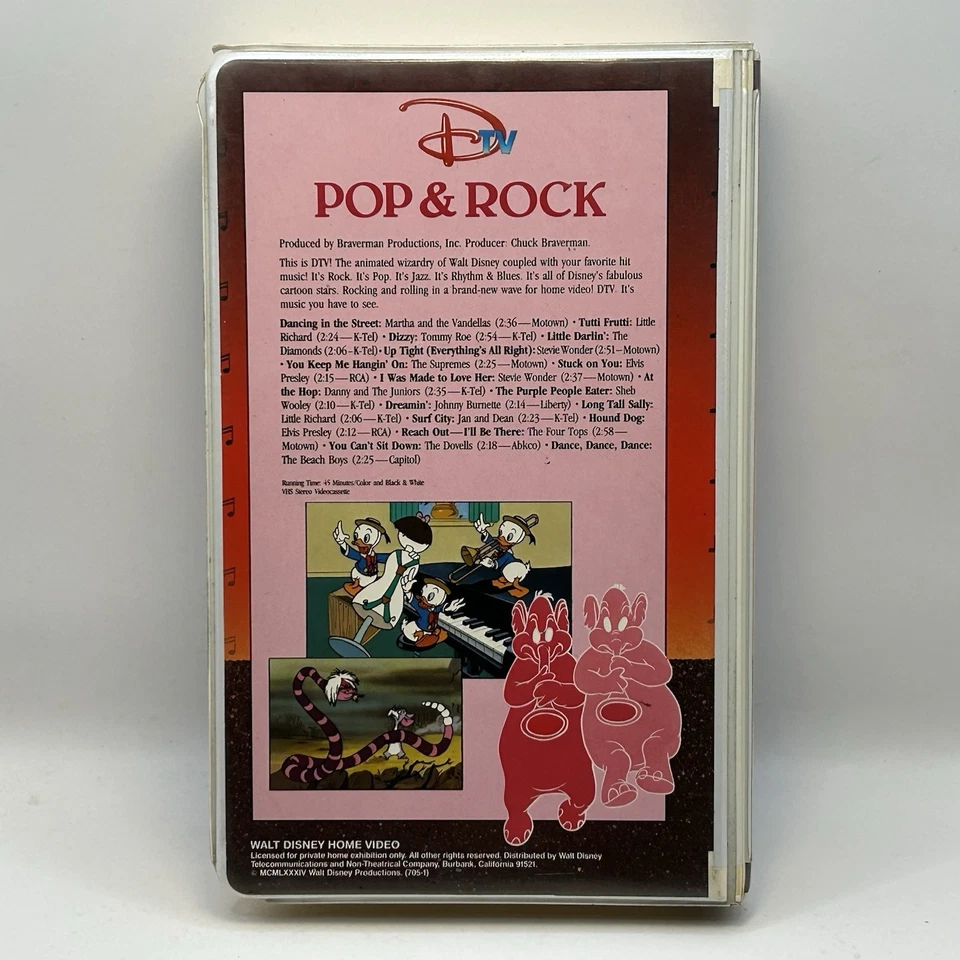 DTV
POP & ROCK
Produced by Braverman Productions, Inc. Producer: Chuck Braverman.
This is DTV! The animated wizardry of Walt Disney coupled with your favorite hit
music! It's Rock. It's Pop. It's Jazz. It's Rhythm & Blues. It's all of Disney's fabulous
cartoon stars. Rocking and rolling in a brand-new wave for home video! DTV. It's
music you have to see.
Dancing in the Street: Martha and the Vandellas (2:36—Motown) • Tutti Frutti: Little
Richard (2:24—K-Tel) • Dizzy: Tommy Roe (2:54—K-Tel) • Little Darlin': The
Diamonds (2:06–K-Tel) • Up Tight (Everything's All Right): Stevie Wonder (2:51–Motown)
• You Keep Me Hangin' On: The Supremes (2:25—Motown) • Stuck on You: Elvis
Presley (2:15—RCA) • I Was Made to Love Her: Stevie Wonder (2:37—Motown) • At
the Hop: Danny and The Juniors (2:35—K-Tel) • The Purple People Eater: Sheb
Wooley (2:10—K-Tel) • Dreamin': Johnny Burnette (2:14—Liberty) • Long Tall Sally:
Little Richard (2:06—K-Tel) • Surf City: Jan and Dean (2:23—K-Tel) • Hound Dog:
Elvis Presley (2:12—RCA) • Reach Out—I'll Be There: The Four Tops (2:58—
Motown) • You Can't Sit Down: The Dovells (2:18—Abkco) • Dance, Dance, Dance:
The Beach Boys (2:25—Capitol)
Running Time: 45 Minutes/Color and Black & White
VHS Stereo Videocassette
WALT DISNEY HOME VIDEO
Licensed for private home exhibition only. All other rights reserved. Distributed by Walt Disney
Telecommunications and Non-Theatrical Company, Burbank, California 91521.
© MCMLXXXIV Walt Disney Productions. (705-1)